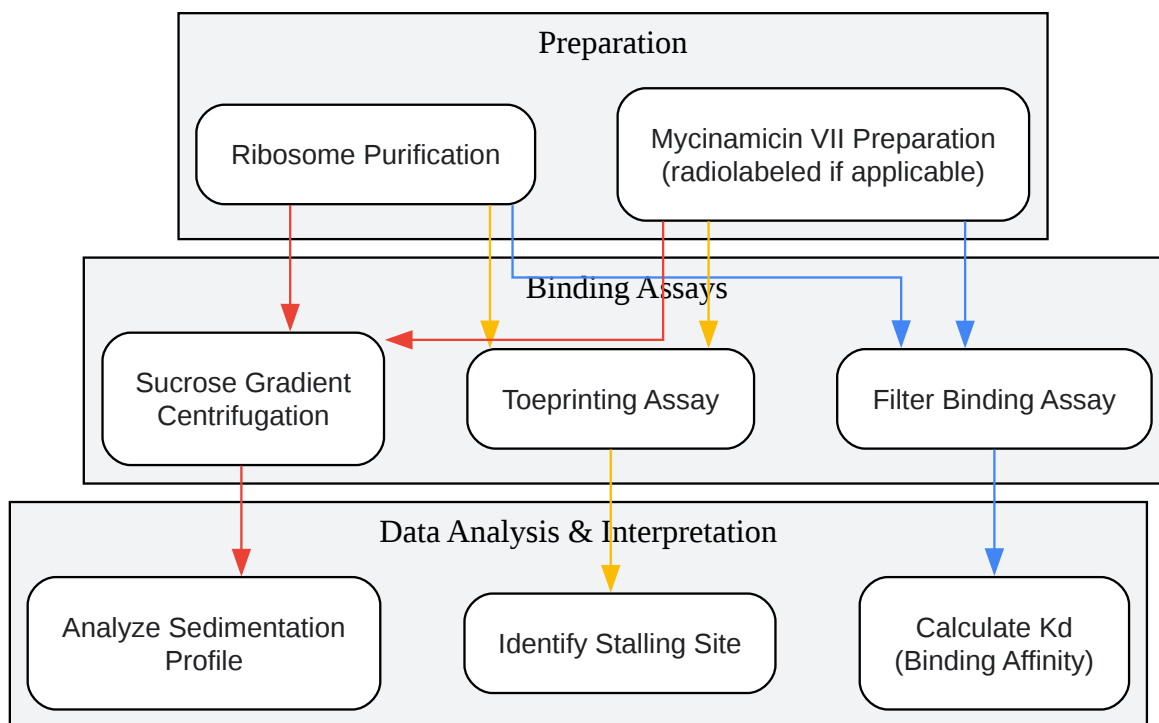 Preparation
Ribosome Purification
Mycinamicin VII Preparation
(radiolabeled if applicable)
Binding Assays
Sucrose Gradient
Centrifugation
Toeprinting Assay
Filter Binding Assay
Data Analysis & Interpretation
Analyze Sedimentation
Profile
Identify Stalling Site
Calculate Kd
(Binding Affinity)